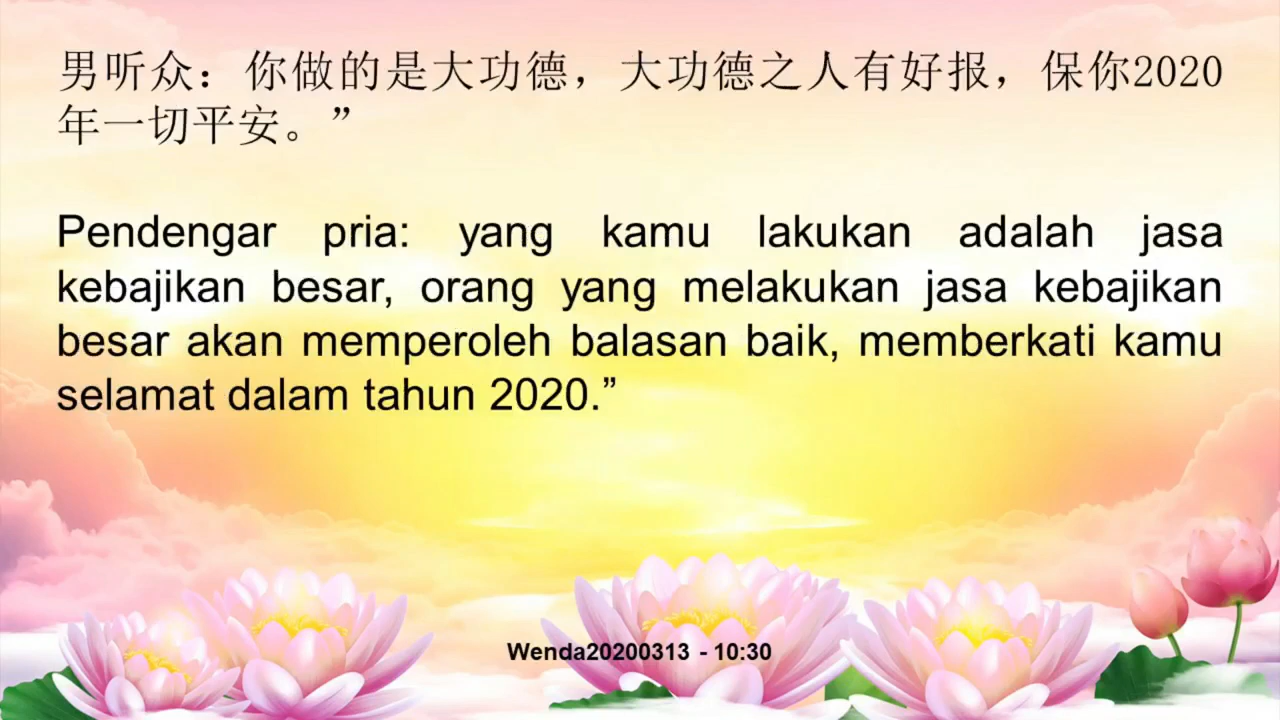 男听众：你做的是大功德，大功德之人有好报，保你2020
年一切平安。”
Pendengar pria: yang kamu lakukan adalah jasa
kebajikan besar, orang yang melakukan jasa kebajikan
besar akan memperoleh balasan baik, memberkati kamu
selamat dalam tahun 2020.”
Wenda20200313 - 10:30